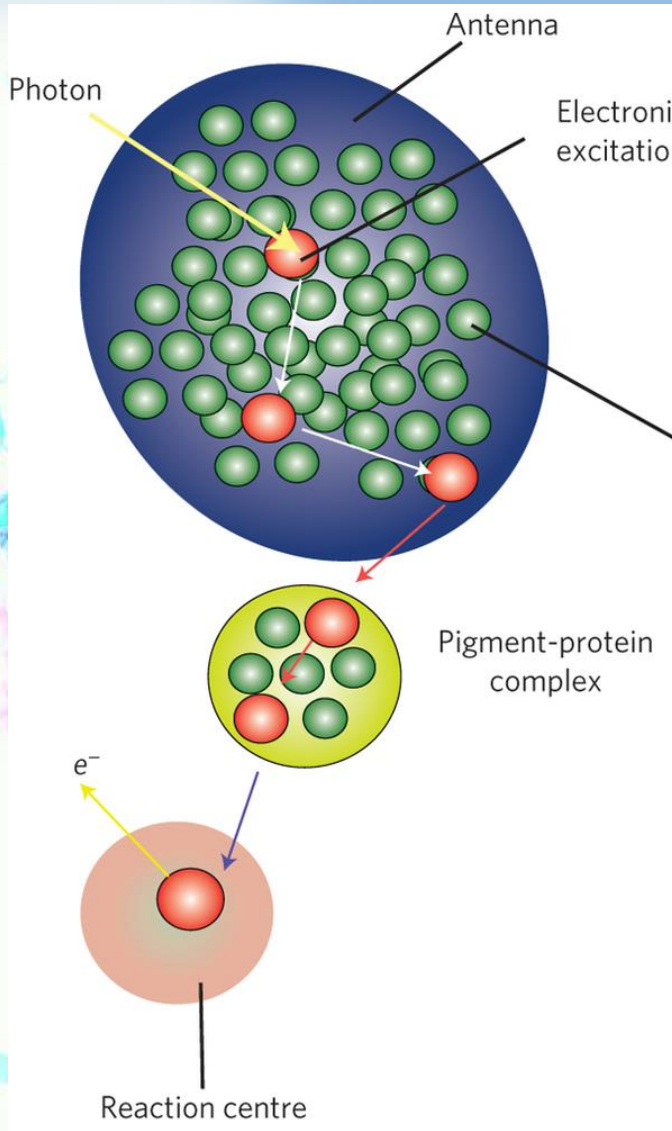 Antenna
Photon
Electroni
excitatio
Pigment-protein
complex
e⁻
Reaction centre